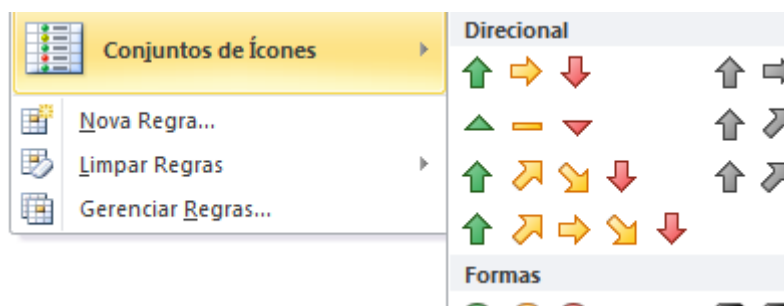 Conjuntos de Ícones
Nova Regra...
Limpar Regras
Gerenciar Regras...
Direcional
Formas